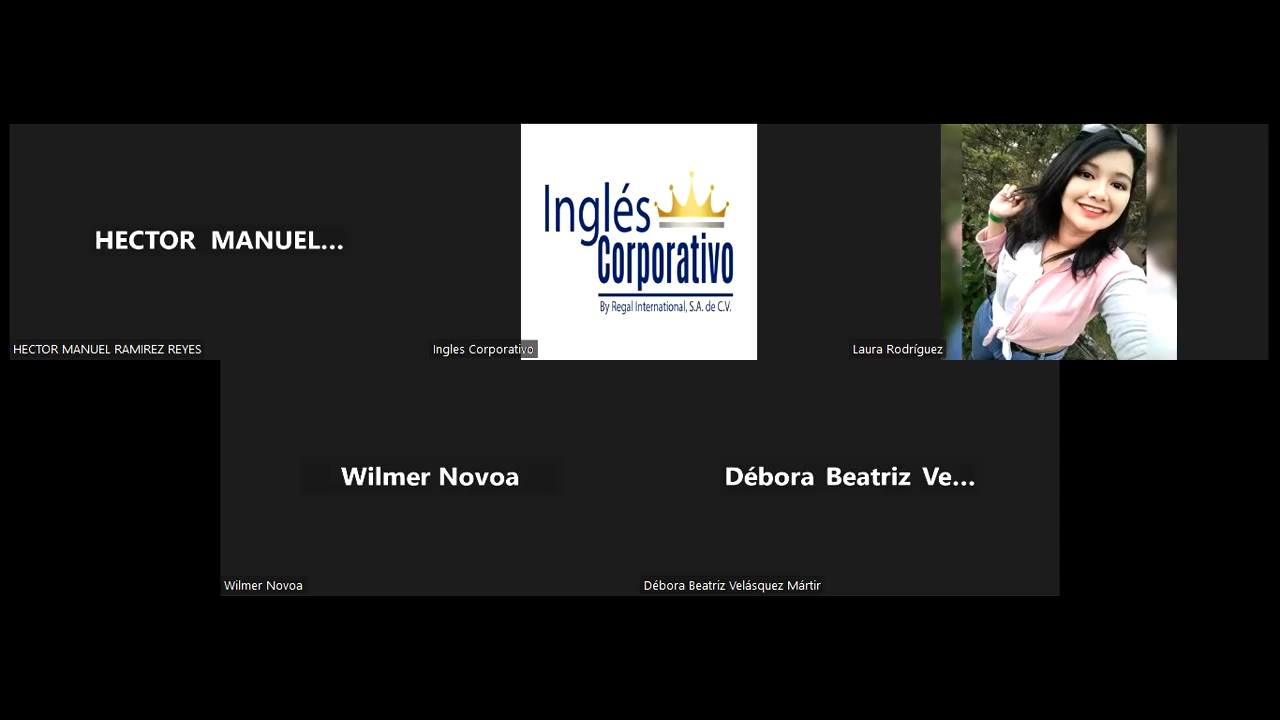 HECTOR MANUEL...
HECTOR MANUEL RAMIREZ REYES
Inglés
Corporativo
By Regal International, S.A. de C.V.
Ingles Corporativo
Laura Rodríguez
Wilmer Novoa
Wilmer Novoa
Débora Beatriz Ve...
Débora Beatriz Velásquez Mártir